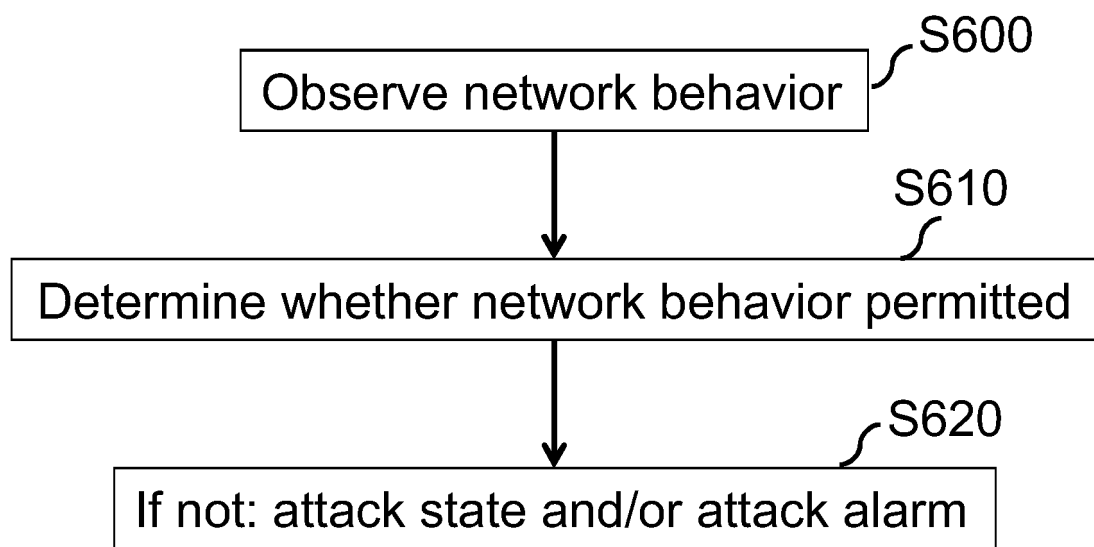 S600
Observe network behavior
S610
Determine whether network behavior permitted
S620
If not: attack state and/or attack alarm